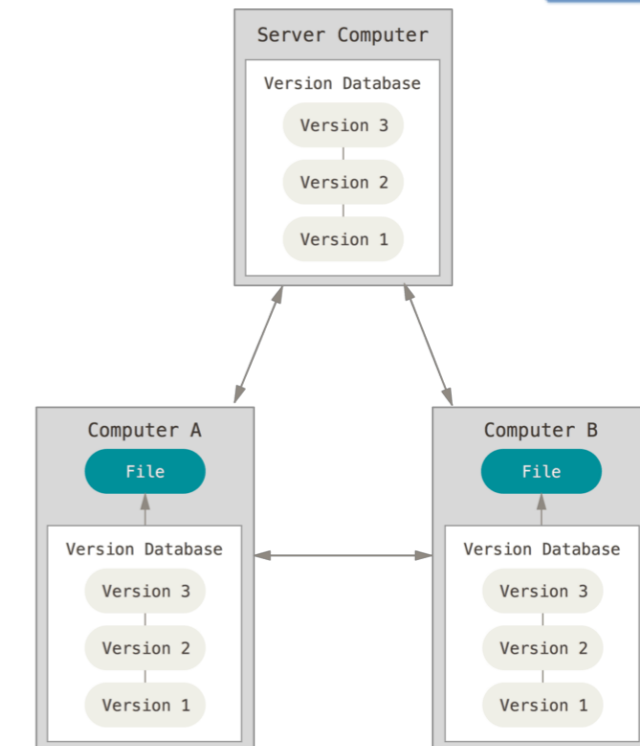 Server Computer
Version Database
Version 3
Version 2
Version 1
Computer A
File
Version Database
Version 3
Version 2
Version 1
Computer B
File
Version Database
Version 3
Version 2
Version 1